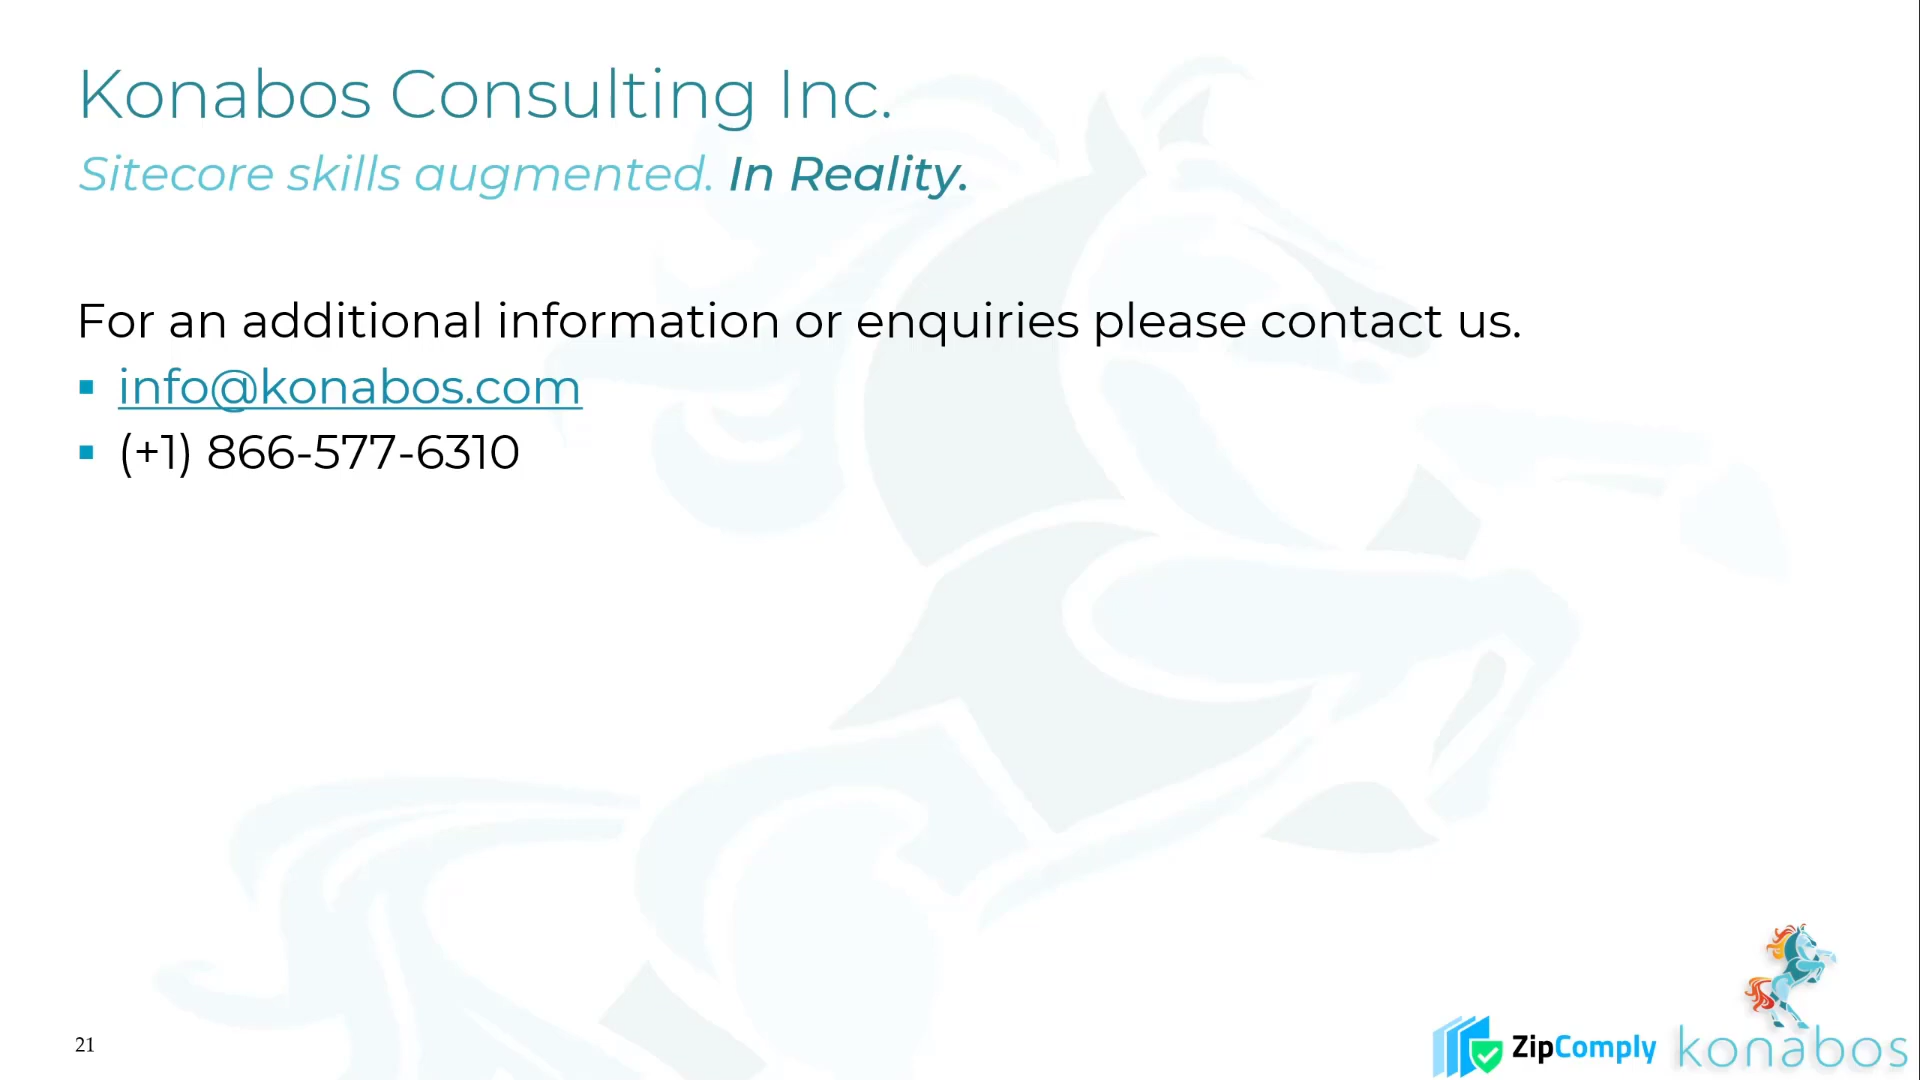 Konabos Consulting Inc.
Sitecore skills augmented. In Reality.
For an additional information or enquiries please contact us.
info@konabos.com
(+1) 866-577-6310
21
ZipComply
konabos